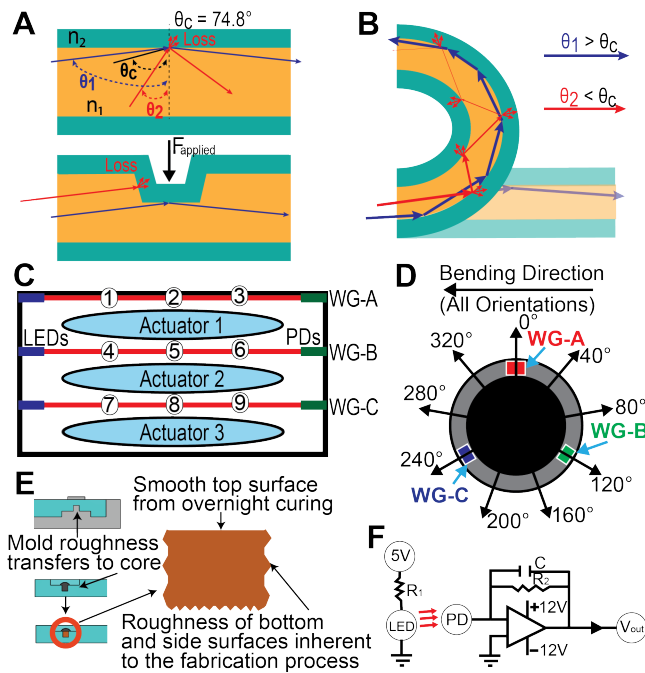 A
θC = 74.8°
n2
Loss
θC
θ1
θ2
n1
Fapplied
Loss
B
θ1 > θC
θ2 < θC
C
1 2 3 WG-A
Actuator 1
LEDs PDs
4 5 6 WG-B
Actuator 2
7 8 9 WG-C
Actuator 3
D
Bending Direction
(All Orientations)
0°
WG-A
320° 40°
280° 80°
WG-B
240° 120°
WG-C
200° 160°
E
Smooth top surface
from overnight curing
Mold roughness
transfers to core
Roughness of bottom
and side surfaces inherent
to the fabrication process
F
5V
R1
LED
PD
C
R2
+12V
-12V
Vout